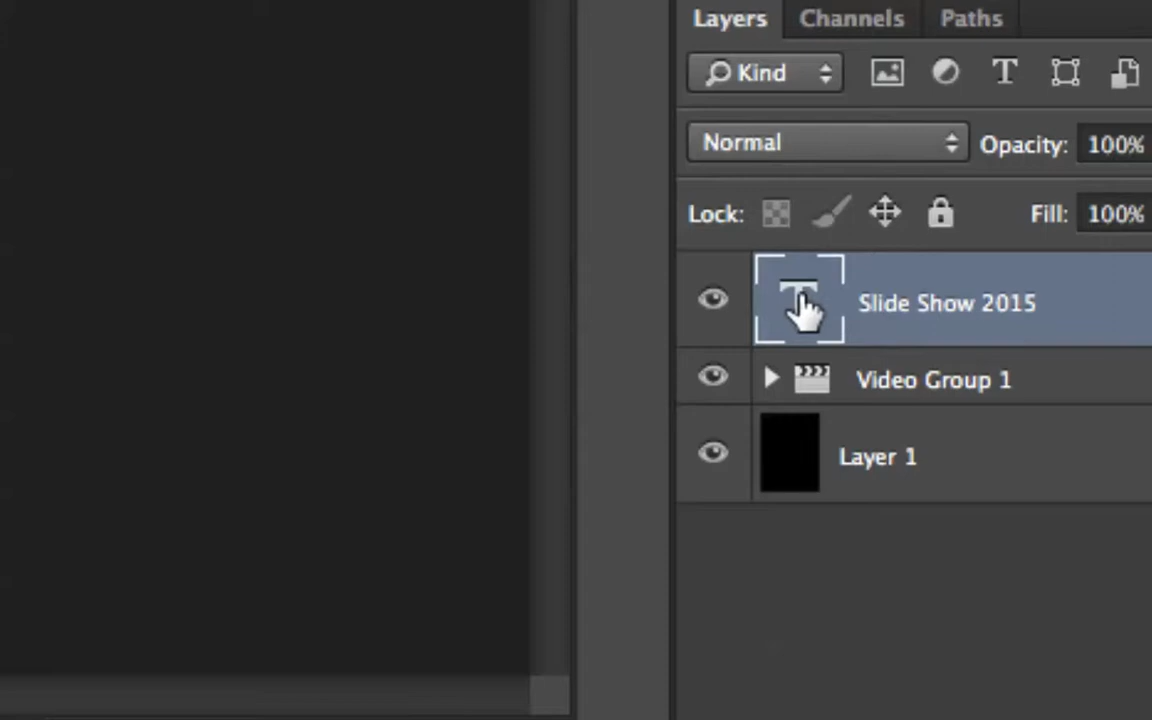 Layers Channels Paths
Kind
Normal Opacity: 100%
Lock: Fill: 100%
Slide Show 2015
Video Group 1
Layer 1